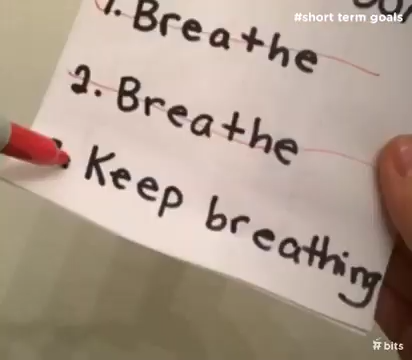 #short term goals
1. Breathe
2. Breathe
Keep breathing
bits